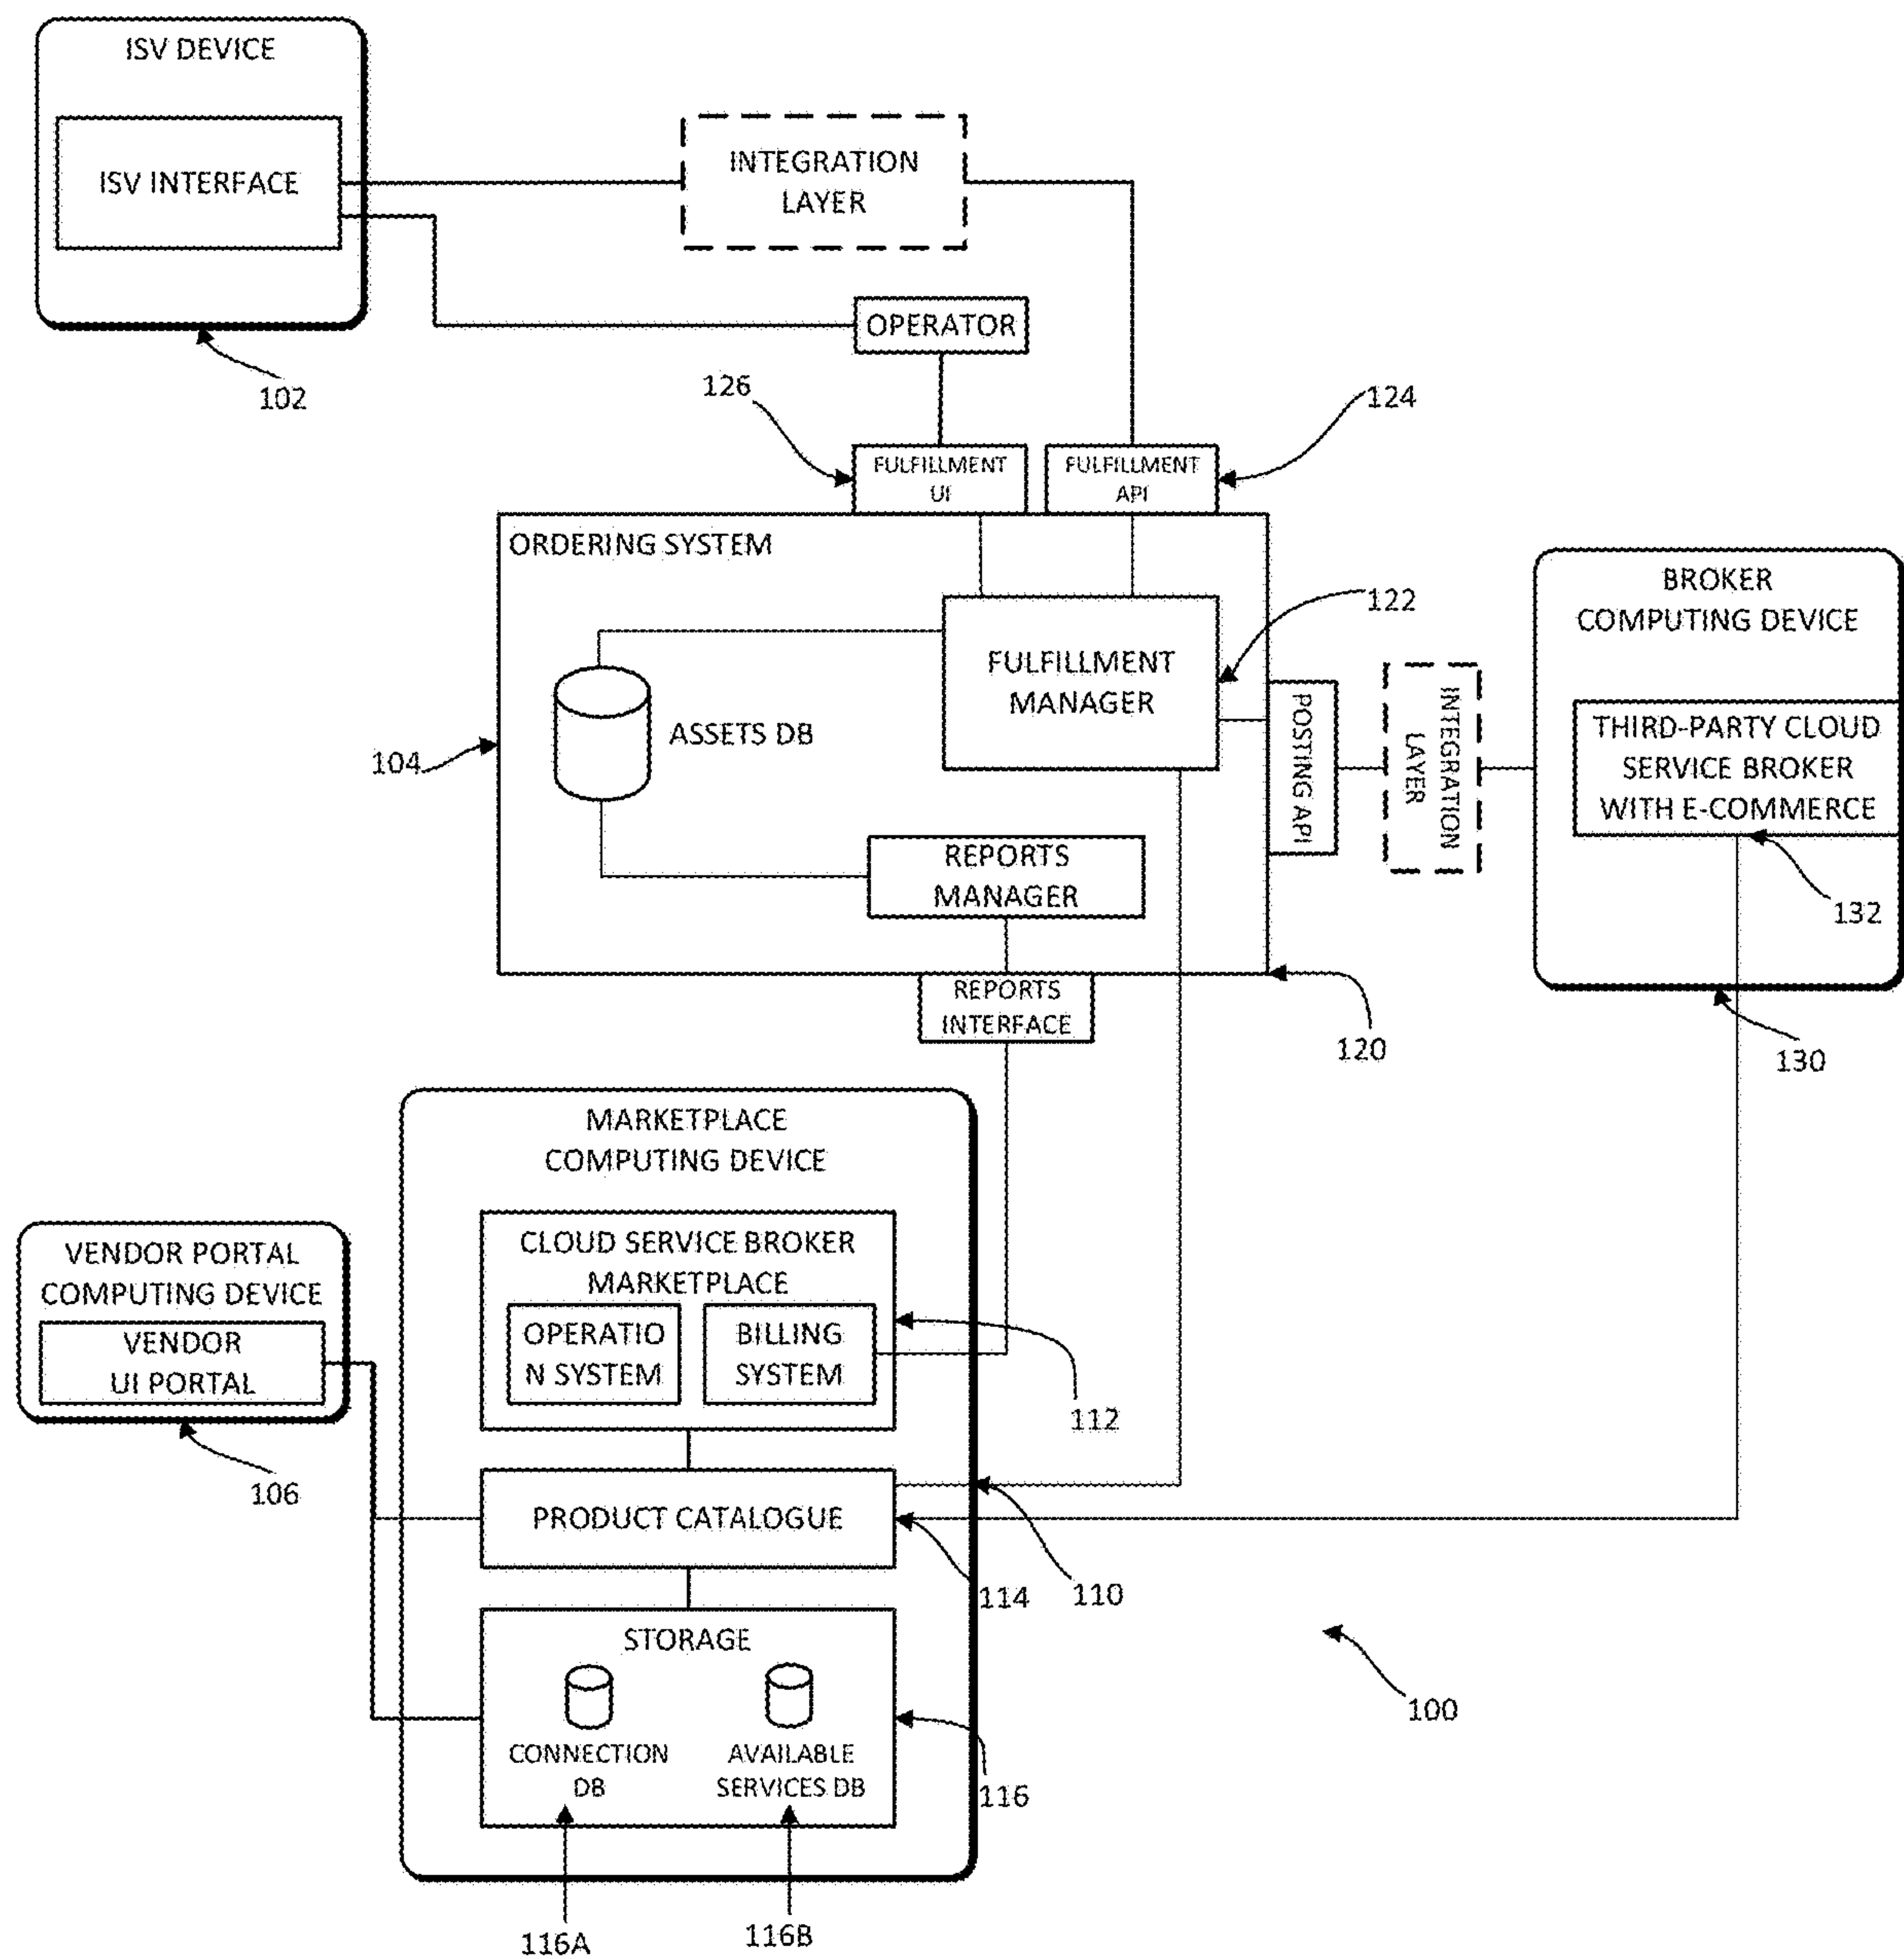 ISV DEVICE
ISV INTERFACE
INTEGRATION
LAYER
OPERATOR
102
126
124
FULFILLMENT
UI
FULFILLMENT
API
ORDERING SYSTEM
122
FULFILLMENT
MANAGER
ASSETS DB
104
POSTING API
INTEGRATION
LAYER
BROKER
COMPUTING DEVICE
THIRD-PARTY CLOUD
SERVICE BROKER
WITH E-COMMERCE
132
REPORTS
MANAGER
REPORTS
INTERFACE
120
130
MARKETPLACE
COMPUTING DEVICE
CLOUD SERVICE BROKER
MARKETPLACE
OPERATIO
N SYSTEM
BILLING
SYSTEM
112
VENDOR PORTAL
COMPUTING DEVICE
VENDOR
UI PORTAL
106
PRODUCT CATALOGUE
114
110
STORAGE
CONNECTION
DB
AVAILABLE
SERVICES DB
116
100
116A
116B